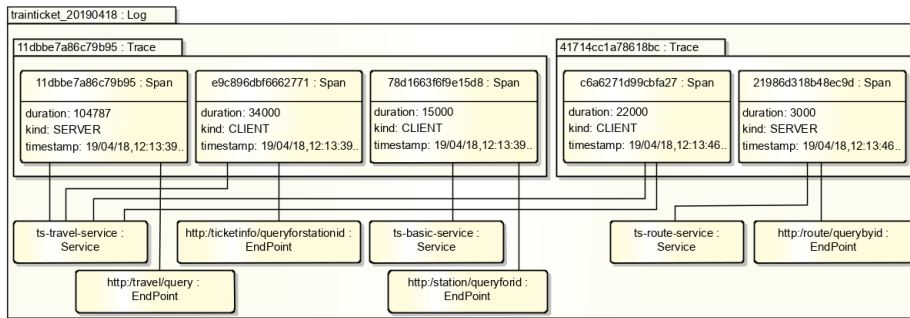 trainticket_20190418 : Log
11dbbe7a86c79b95 : Trace
11dbbe7a86c79b95 : Span
duration: 104787
kind: SERVER
timestamp: 19/04/18,12:13:39..
e9c896dbf6662771 : Span
duration: 34000
kind: CLIENT
timestamp: 19/04/18,12:13:39..
78d1663f6f9e15d8 : Span
duration: 15000
kind: CLIENT
timestamp: 19/04/18,12:13:39..
41714cc1a78618bc : Trace
c6a6271d99cbfa27 : Span
duration: 22000
kind: CLIENT
timestamp: 19/04/18,12:13:46..
21986d318b48ec9d : Span
duration: 3000
kind: SERVER
timestamp: 19/04/18,12:13:46..
ts-travel-service :
Service
http:/ticketinfo/queryforstationid :
EndPoint
ts-basic-service :
Service
ts-route-service :
Service
http:/route/querybyid :
EndPoint
http:/travel/query :
EndPoint
http:/station/queryforid :
EndPoint